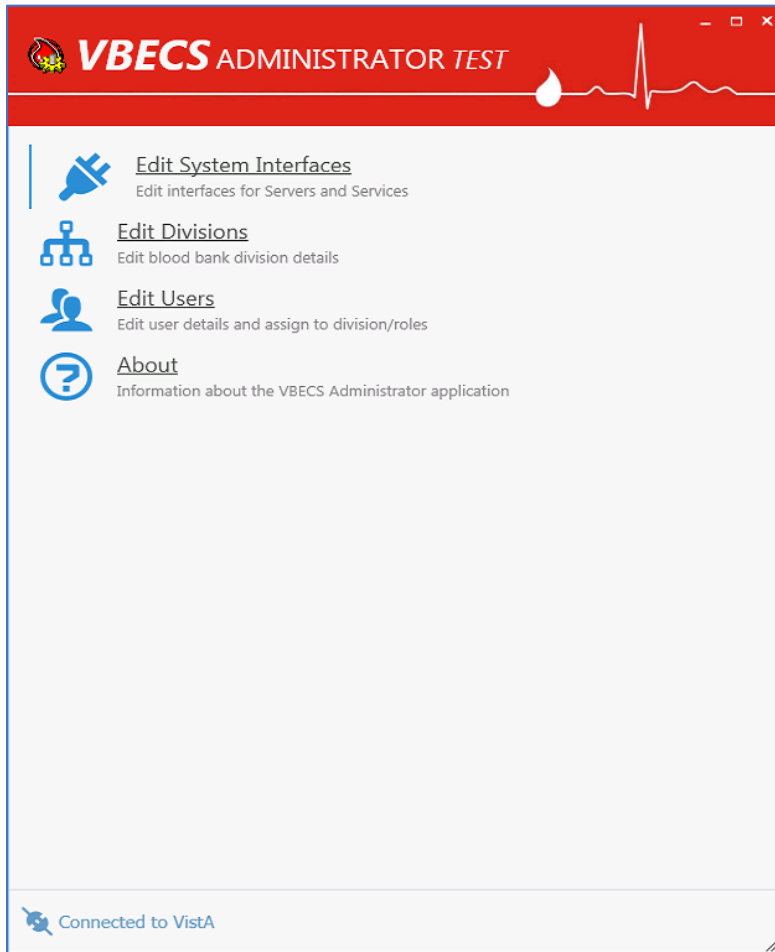 VBECS ADMINISTRATOR TEST
Edit System Interfaces
Edit interfaces for Servers and Services
Edit Divisions
Edit blood bank division details
Edit Users
Edit user details and assign to division/roles
About
Information about the VBECS Administrator application
Connected to VistA